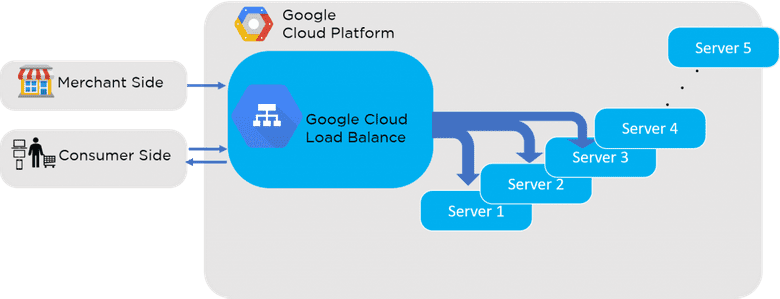 Google
Cloud Platform
Server 5
Merchant Side
Google Cloud
Load Balance
Server 4
Consumer Side
Server 3
Server 2
Server 1